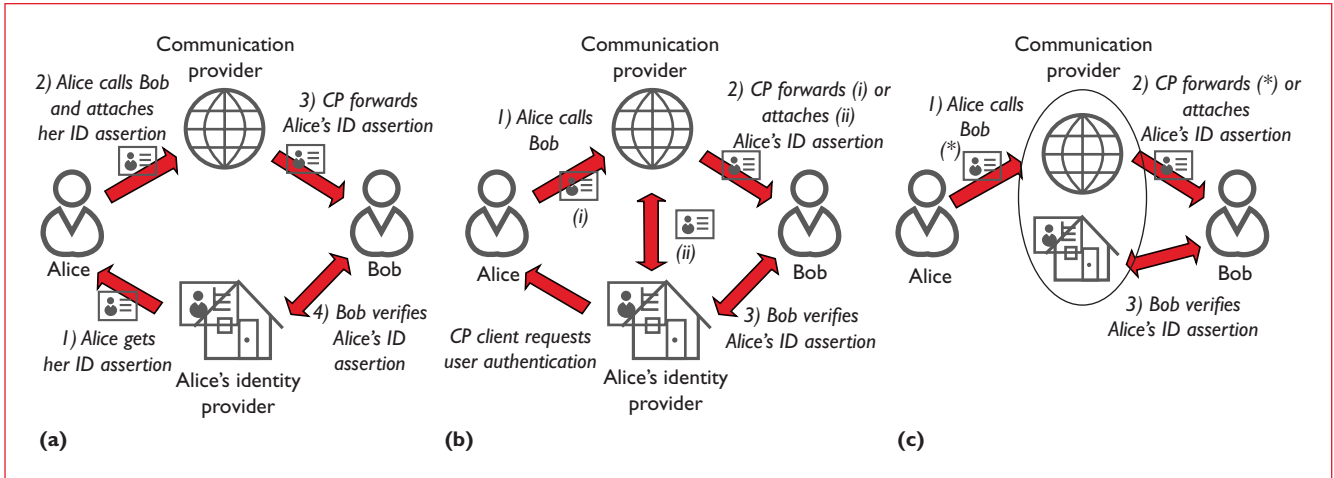 Communication
provider
2) Alice calls Bob
and attaches
her ID assertion
3) CP forwards
Alice's ID assertion
Alice
Bob
1) Alice gets
her ID assertion
4) Bob verifies
Alice's ID
assertion
Alice's identity
provider
(a)
Communication
provider
1) Alice calls
Bob
2) CP forwards (i) or
attaches (ii)
Alice's ID assertion
(i)
(ii)
Alice
Bob
CP client requests
user authentication
3) Bob verifies
Alice's ID assertion
Alice's identity
provider
(b)
Communication
provider
1) Alice calls
Bob
(*)
2) CP forwards (*) or
attaches
Alice's ID assertion
Alice
Bob
3) Bob verifies
Alice's ID assertion
(c)